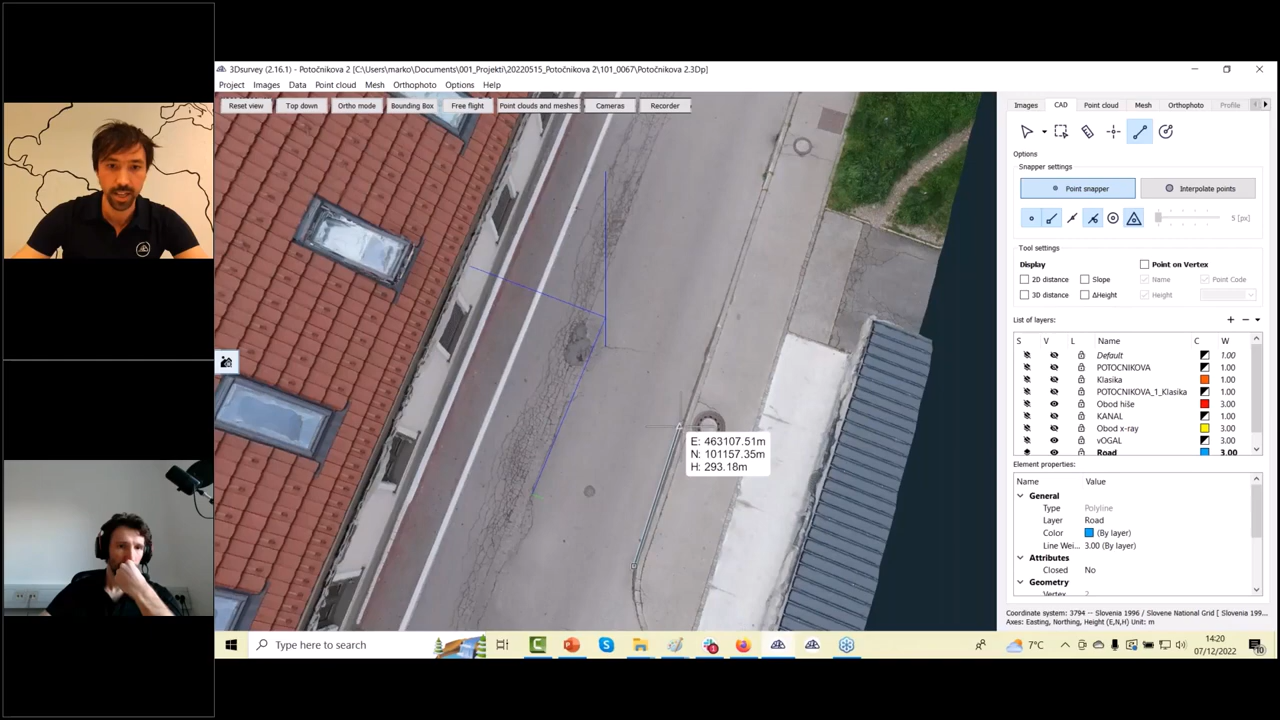 3Dsurvey (2.16.1) - Potočnikova 2 [C:\Users\marko\Documents\001_Projekti\20220515_Potočnikova 2\101_0067\Potočnikova 2.3Dp]
Project Images Data Point cloud Mesh Orthophoto Options Help
Reset view Top down Ortho mode Bounding Box Free flight Point clouds and meshes Cameras Recorder
Images CAD Point cloud Mesh Orthophoto Profile
Options
Snapper settings
Point snapper Interpolate points
5 [px]
Tool settings
Display Point on Vertex
2D distance Slope Name Point Code
3D distance ΔHeight Height
List of layers:
S V L Name C W
Default 1.00
POTOCNIKOVA 1.00
Klasika 1.00
POTOCNIKOVA_1_Klasika 1.00
Obod hiše 3.00
KANAL 1.00
Obod x-ray 3.00
vOGAL 3.00
Road 3.00
Element properties:
Name Value
General
Type Polyline
Layer Road
Color (By layer)
Line Wei... 3.00 (By layer)
Attributes
Closed No
Geometry
Vertex 2
Coordinate system: 3794 -- Slovenia 1996 / Slovene National Grid [ Slovenia 199...
Axes: Easting, Northing, Height (E,N,H) Unit: m
E: 463107.51m
N: 101157.35m
H: 293.18m
Type here to search
7°C
14:20
07/12/2022
10